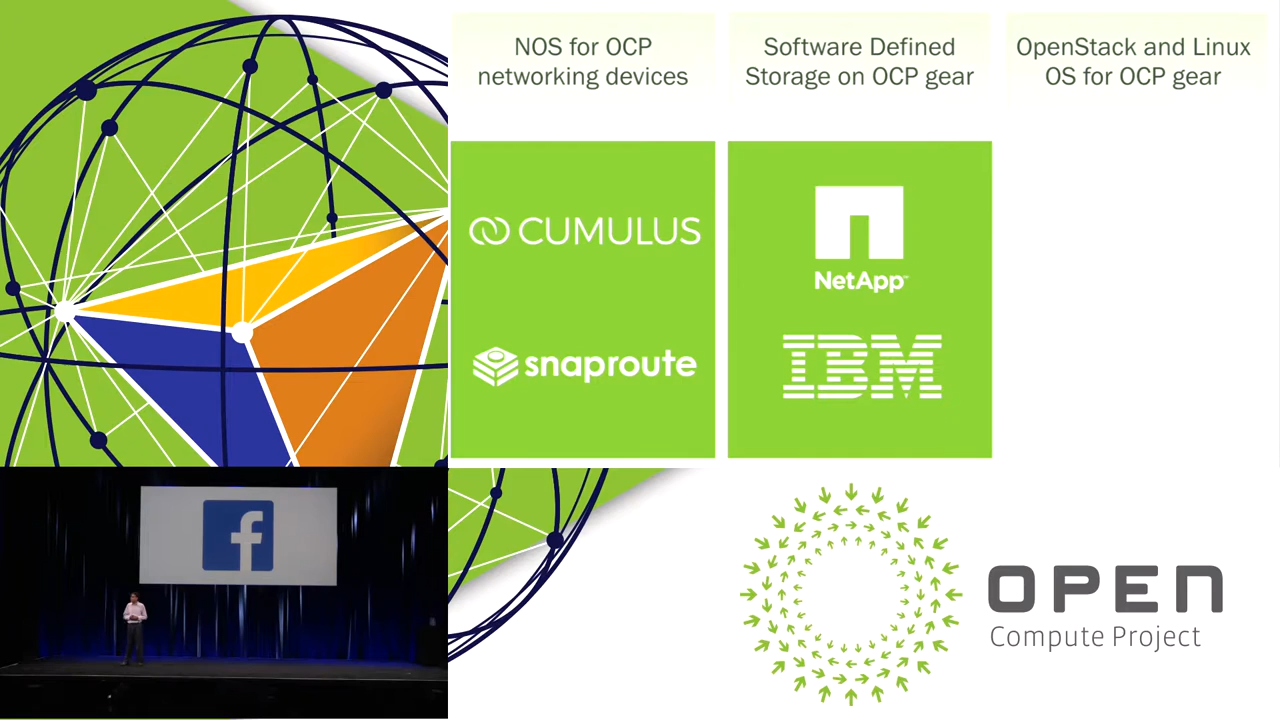 NOS for OCP
networking devices
Software Defined
Storage on OCP gear
OpenStack and Linux
OS for OCP gear
CUMULUS
snaproute
NetApp™
IBM
f
OPEN
Compute Project